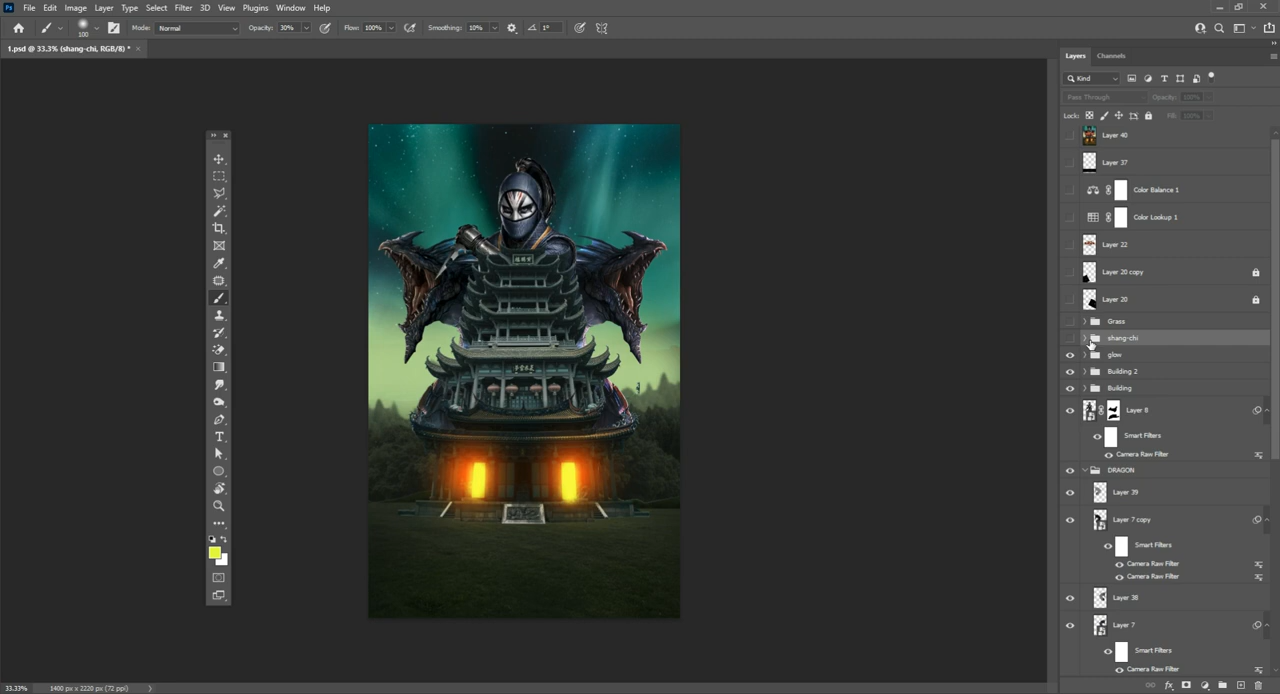 Ps File Edit Image Layer Type Select Filter 3D View Plugins Window Help
100 Mode: Normal Opacity: 30% Flow: 100% Smoothing: 10% 1°
1.psd @ 33.3% (shang-chi, RGB/8) * ×
Layers Channels
Kind
Pass Through Opacity: 100%
Lock: Fill: 100%
Layer 40
Layer 37
Color Balance 1
Color Lookup 1
Layer 22
Layer 20 copy
Layer 20
Grass
shang-chi
glow
Building 2
Building
Layer 8
Smart Filters
Camera Raw Filter
DRAGON
Layer 39
Layer 7 copy
Smart Filters
Camera Raw Filter
Camera Raw Filter
Layer 38
Layer 7
Smart Filters
Camera Raw Filter
33.33% 1400 px x 2220 px (72 ppi)